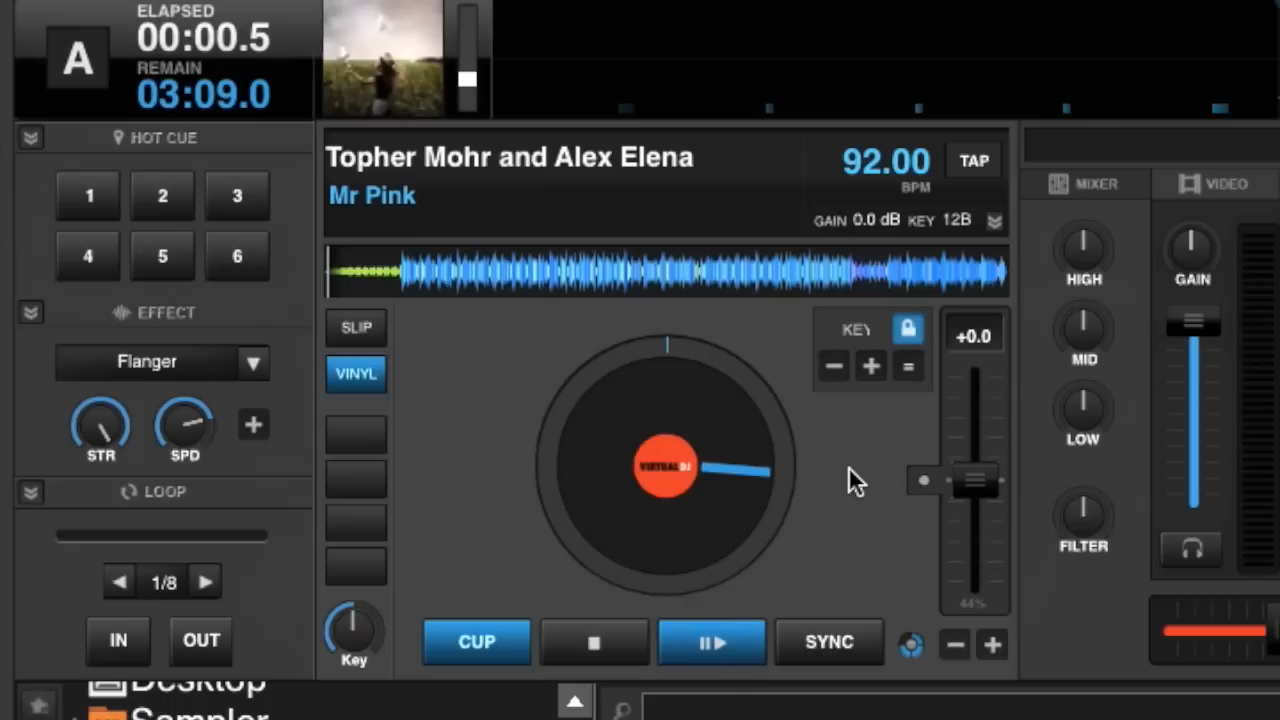 A
ELAPSED
00:00.5
REMAIN
03:09.0
HOT CUE
1 2 3
4 5 6
EFFECT
Flanger
STR SPD
LOOP
1/8
IN OUT
Topher Mohr and Alex Elena
Mr Pink
92.00
BPM
TAP
GAIN 0.0 dB KEY 12B
SLIP
VINYL
Key
VIRTUAL DJ
KEY
=
+0.0
44%
CUP
SYNC
MIXER
VIDEO
HIGH
MID
LOW
FILTER
GAIN
Desktop
Sampler